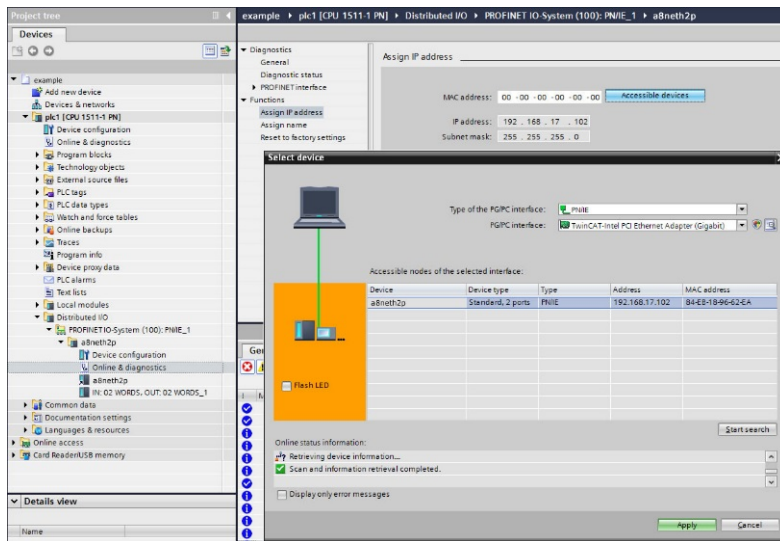 Project tree
Devices
example
Add new device
Devices & networks
plc1 [CPU 1511-1 PN]
Device configuration
Online & diagnostics
Program blocks
Technology objects
External source files
PLC tags
PLC data types
Watch and force tables
Online backups
Traces
Program info
Device proxy data
PLC alarms
Text lists
Local modules
Distributed I/O
PROFINET IO-System (100): PN/IE_1
a8neth2p
Device configuration
Online & diagnostics
a8neth2p
IN: 02 WORDS, OUT: 02 WORDS_1
Common data
Documentation settings
Languages & resources
Online access
Card Reader/USB memory
Details view
Name
example ▸ plc1 [CPU 1511-1 PN] ▸ Distributed I/O ▸ PROFINET IO-System (100): PN/IE_1 ▸ a8neth2p
Diagnostics
General
Diagnostic status
PROFINET interface
Functions
Assign IP address
Assign name
Reset to factory settings
Assign IP address
MAC address: 00 -00 -00 -00 -00 -00 Accessible devices
IP address: 192 . 168 . 17 . 102
Subnet mask: 255 . 255 . 255 . 0
Ger
Select device
Type of the PG/PC interface: PN/IE
PG/PC interface: TwinCAT-Intel PCI Ethernet Adapter (Gigabit)
Accessible nodes of the selected interface:
Device Device type Type Address MAC address
a8neth2p Standard, 2 ports PN/IE 192.168.17.102 84-E8-18-96-62-EA
Flash LED
Start search
Online status information:
Retrieving device information...
Scan and information retrieval completed.
Display only error messages
Apply Cancel